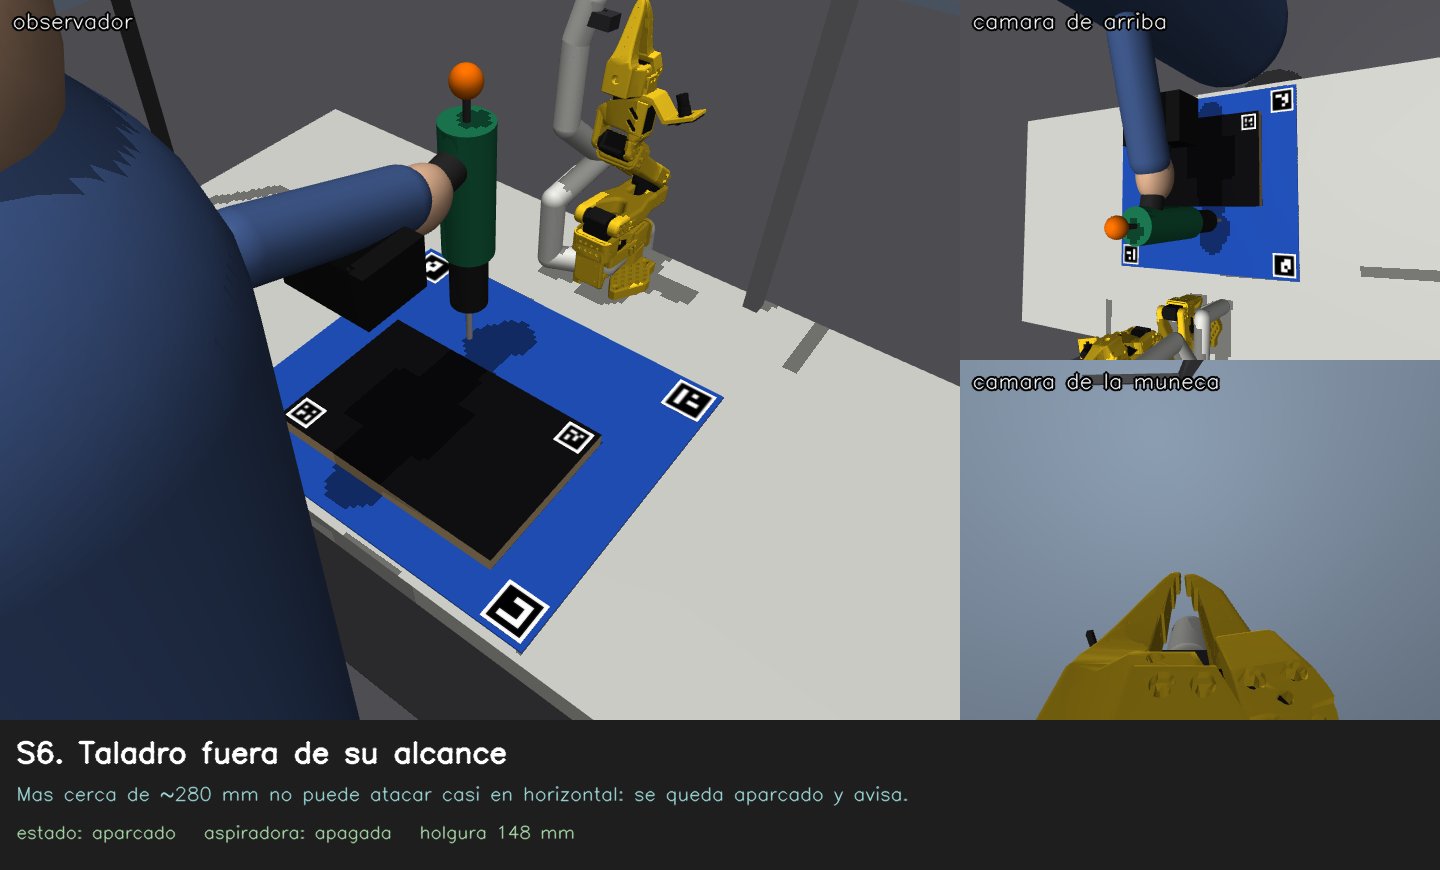 observador
camara de arriba
camara de la muneca
S6. Taladro fuera de su alcance
Mas cerca de ~280 mm no puede atacar casi en horizontal: se queda aparcado y avisa.
estado: aparcado aspiradora: apagada holgura 148 mm